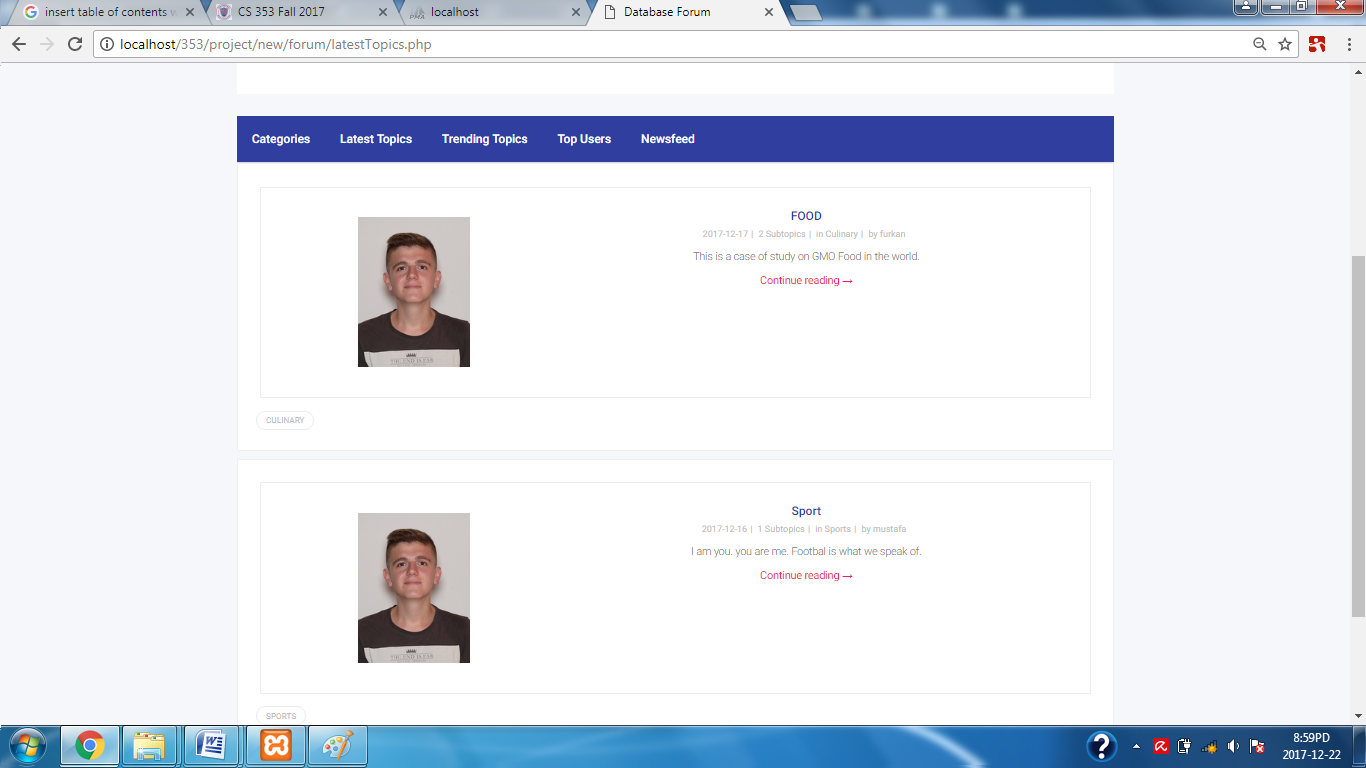 insert table of contents
CS 353 Fall 2017
localhost
Database Forum
localhost/353/project/new/forum/latestTopics.php
Categories Latest Topics Trending Topics Top Users Newsfeed
FOOD
2017-12-17 | 2 Subtopics | in Culinary | by furkan
This is a case of study on GMO Food in the world.
Continue reading →
CULINARY
Sport
2017-12-16 | 1 Subtopics | in Sports | by mustafa
I am you. you are me. Footbal is what we speak of.
Continue reading →
SPORTS
8:59PD
2017-12-22